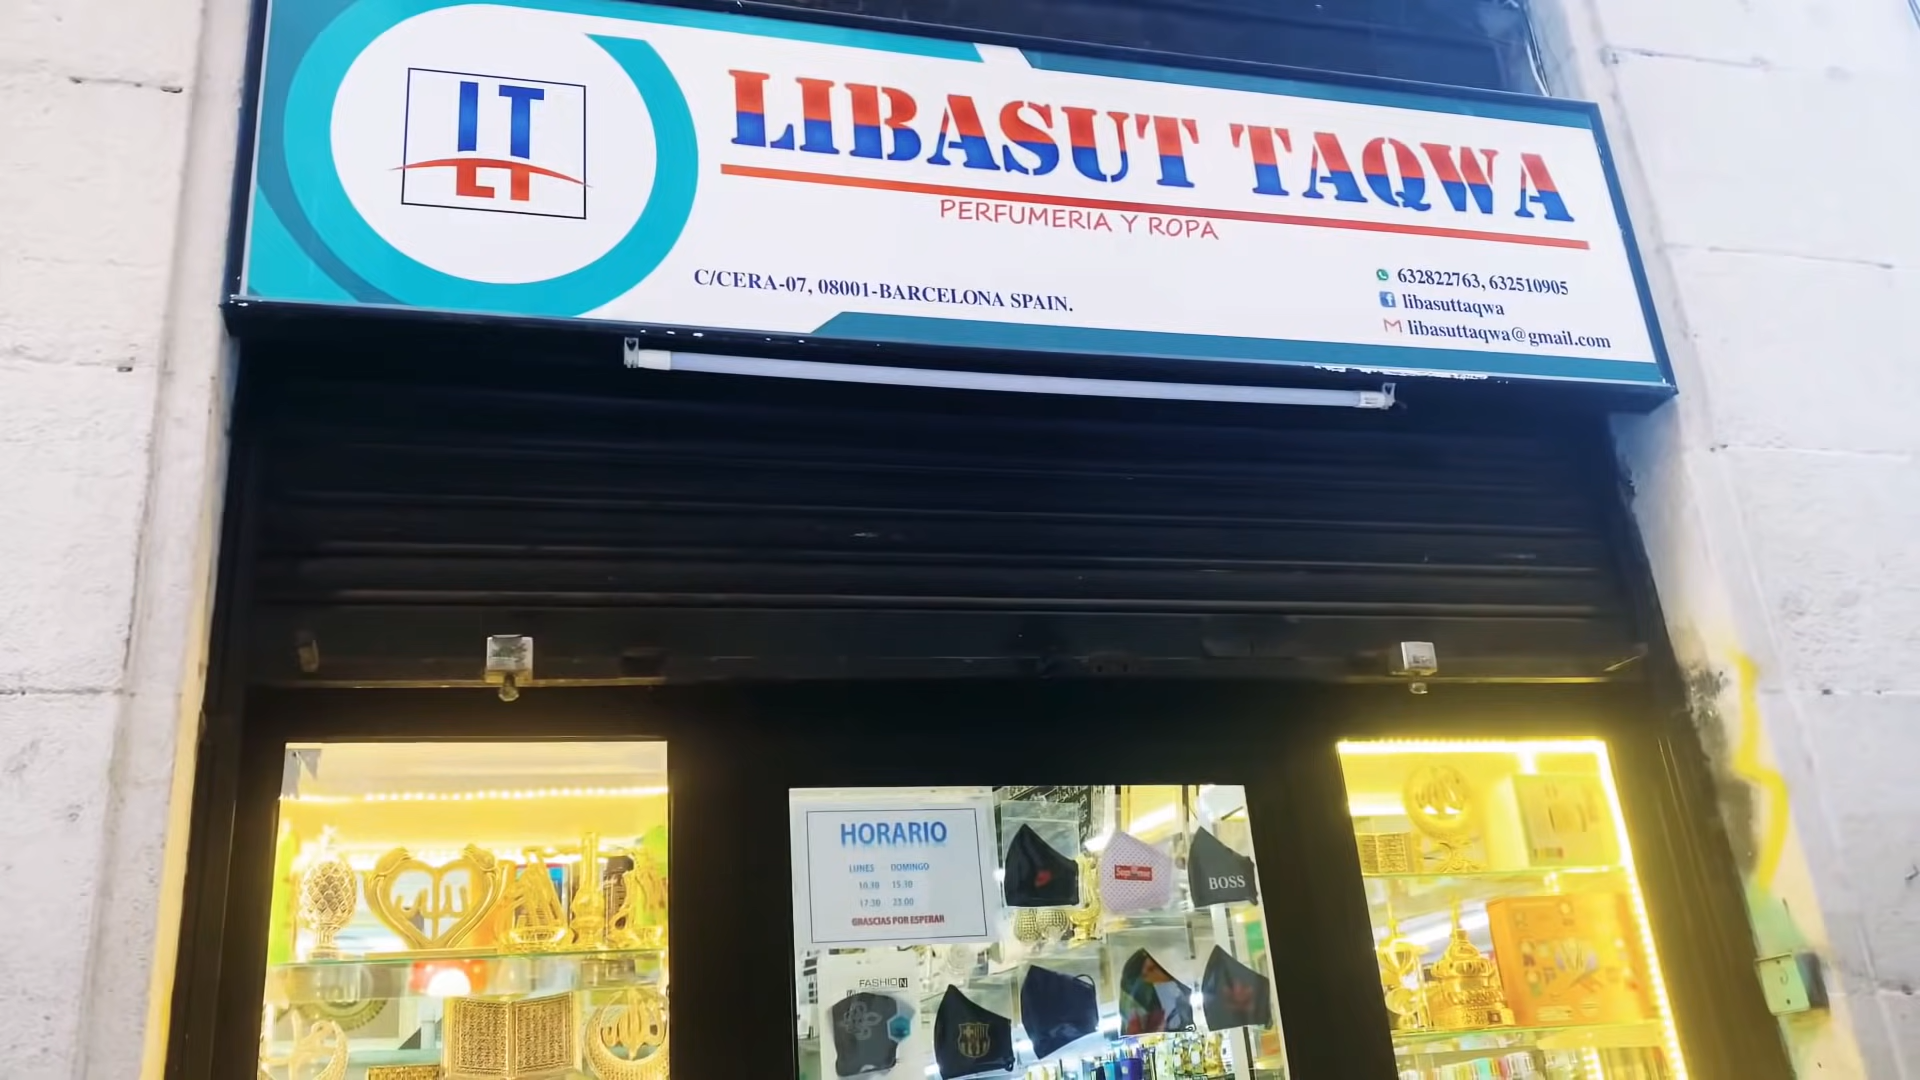 LT
LT
LIBASUT TAQWA
PERFUMERIA Y ROPA
C/CERA-07, 08001-BARCELONA SPAIN.
632822763, 632510905
libasuttaqwa
libasuttaqwa@gmail.com
HORARIO
LUNES DOMINGO
10.30 15.30
17:30 23:00
GRASCIAS POR ESPERAR
BOSS
FASHION